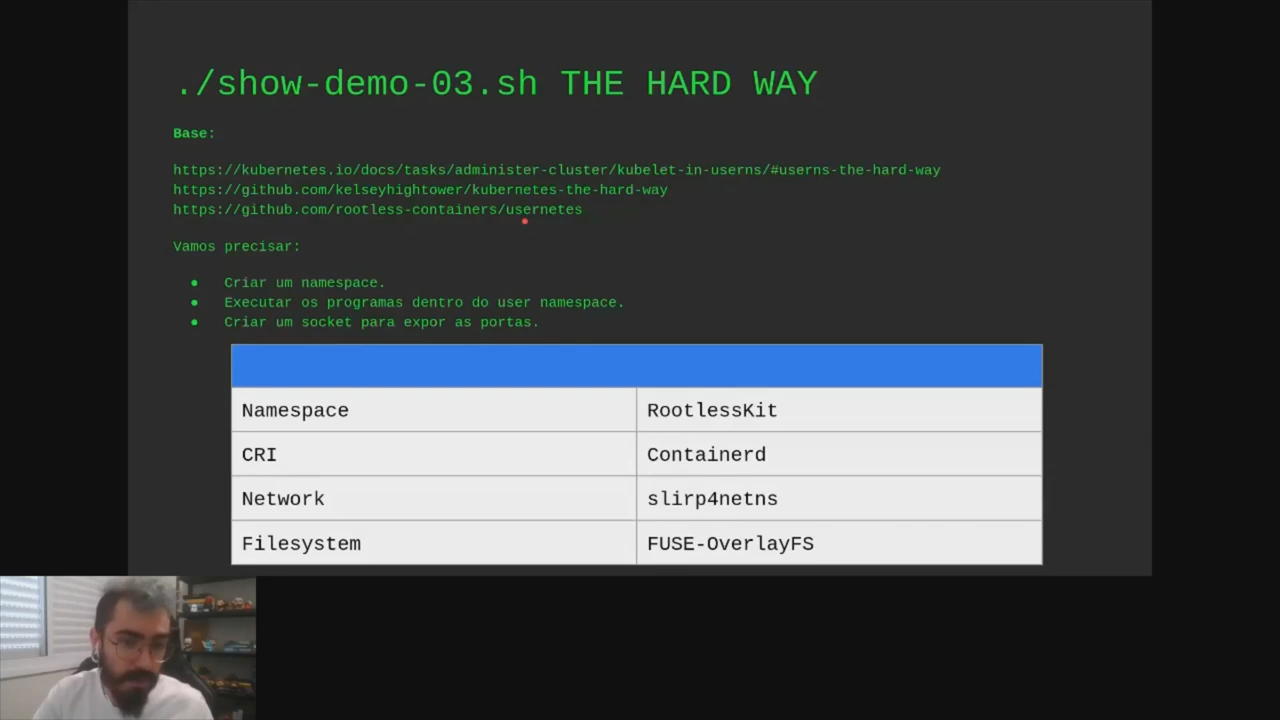 ./show-demo-03.sh THE HARD WAY
Base:
https://kubernetes.io/docs/tasks/administer-cluster/kubelet-in-userns/#userns-the-hard-way
https://github.com/kelseyhightower/kubernetes-the-hard-way
https://github.com/rootless-containers/usernetes
Vamos precisar:
● Criar um namespace.
● Executar os programas dentro do user namespace.
● Criar um socket para expor as portas.
Namespace RootlessKit
CRI Containerd
Network slirp4netns
Filesystem FUSE-OverlayFS